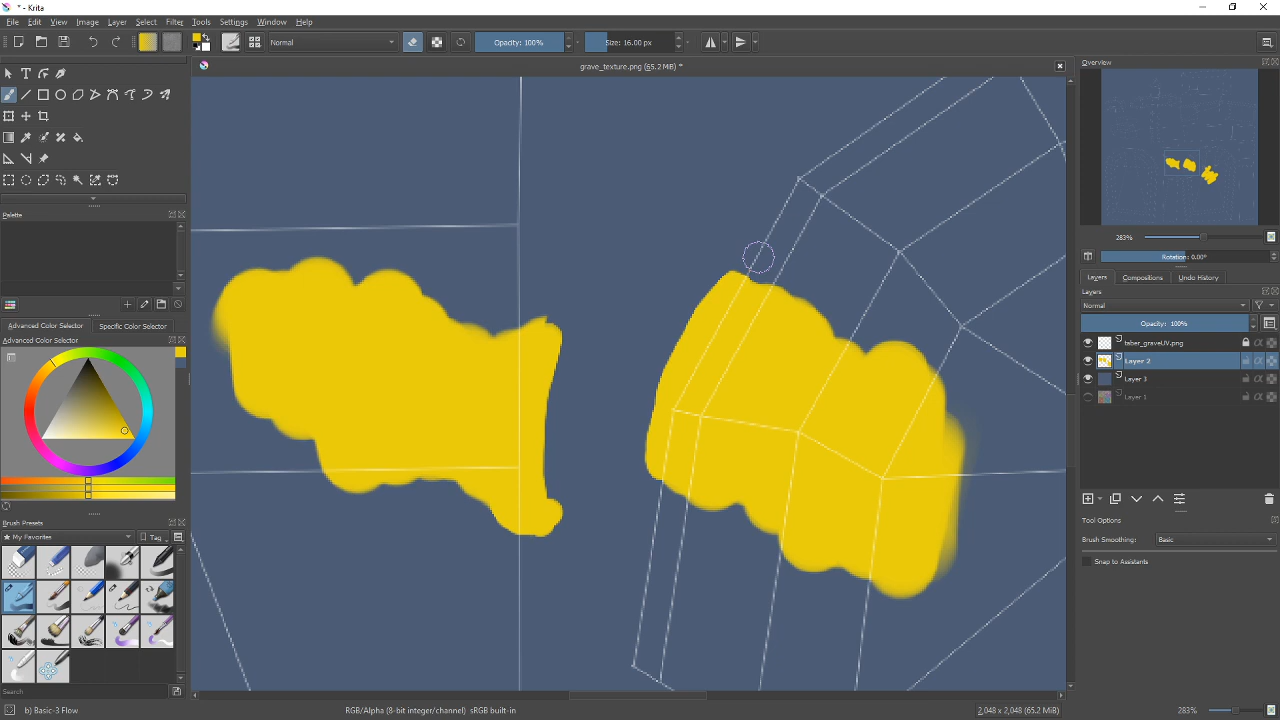 - Krita
File Edit View Image Layer Select Filter Tools Settings Window Help
Normal Opacity: 100% Size: 16.00 px
grave_texture.png (65.2 MiB) *
Overview
283%
Rotation: 0.00°
Palette
Layers Compositions Undo History
Layers
Normal
Opacity: 100%
taber_graveUV.png
Layer 2
Layer 3
Layer 1
Advanced Color Selector Specific Color Selector
Advanced Color Selector
Tool Options
Brush Smoothing: Basic
Snap to Assistants
Brush Presets
My Favorites Tag
Search
b) Basic-3 Flow RGB/Alpha (8-bit integer/channel) sRGB built-in 2,048 x 2,048 (65.2 MiB) 283%